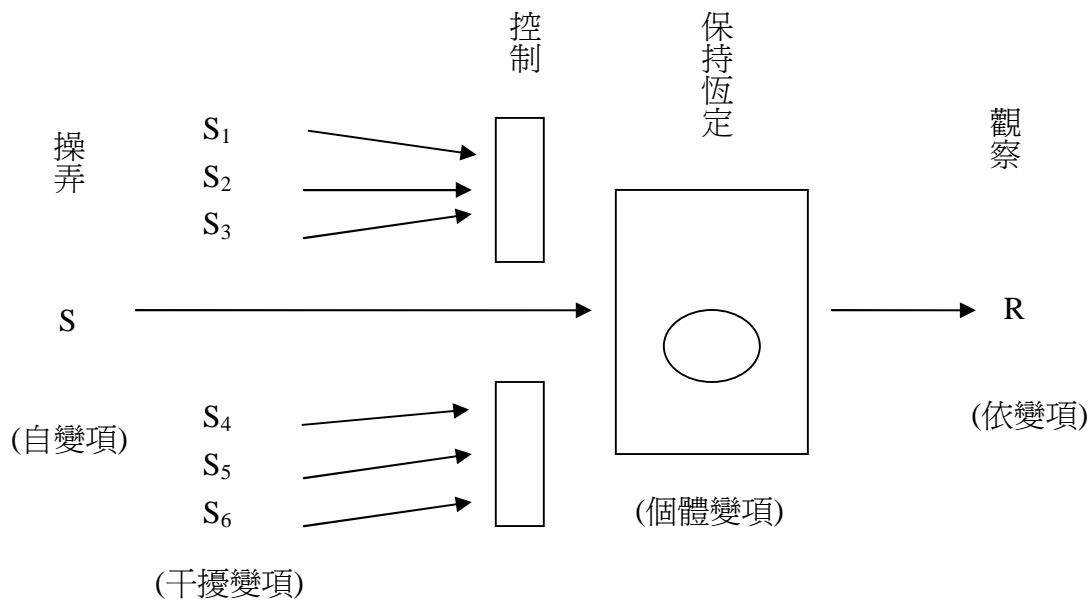 操弄
控制
保持恆定
觀察
S₁
S₂
S₃
S
R
S₄
S₅
S₆
(自變項)
(干擾變項)
(個體變項)
(依變項)